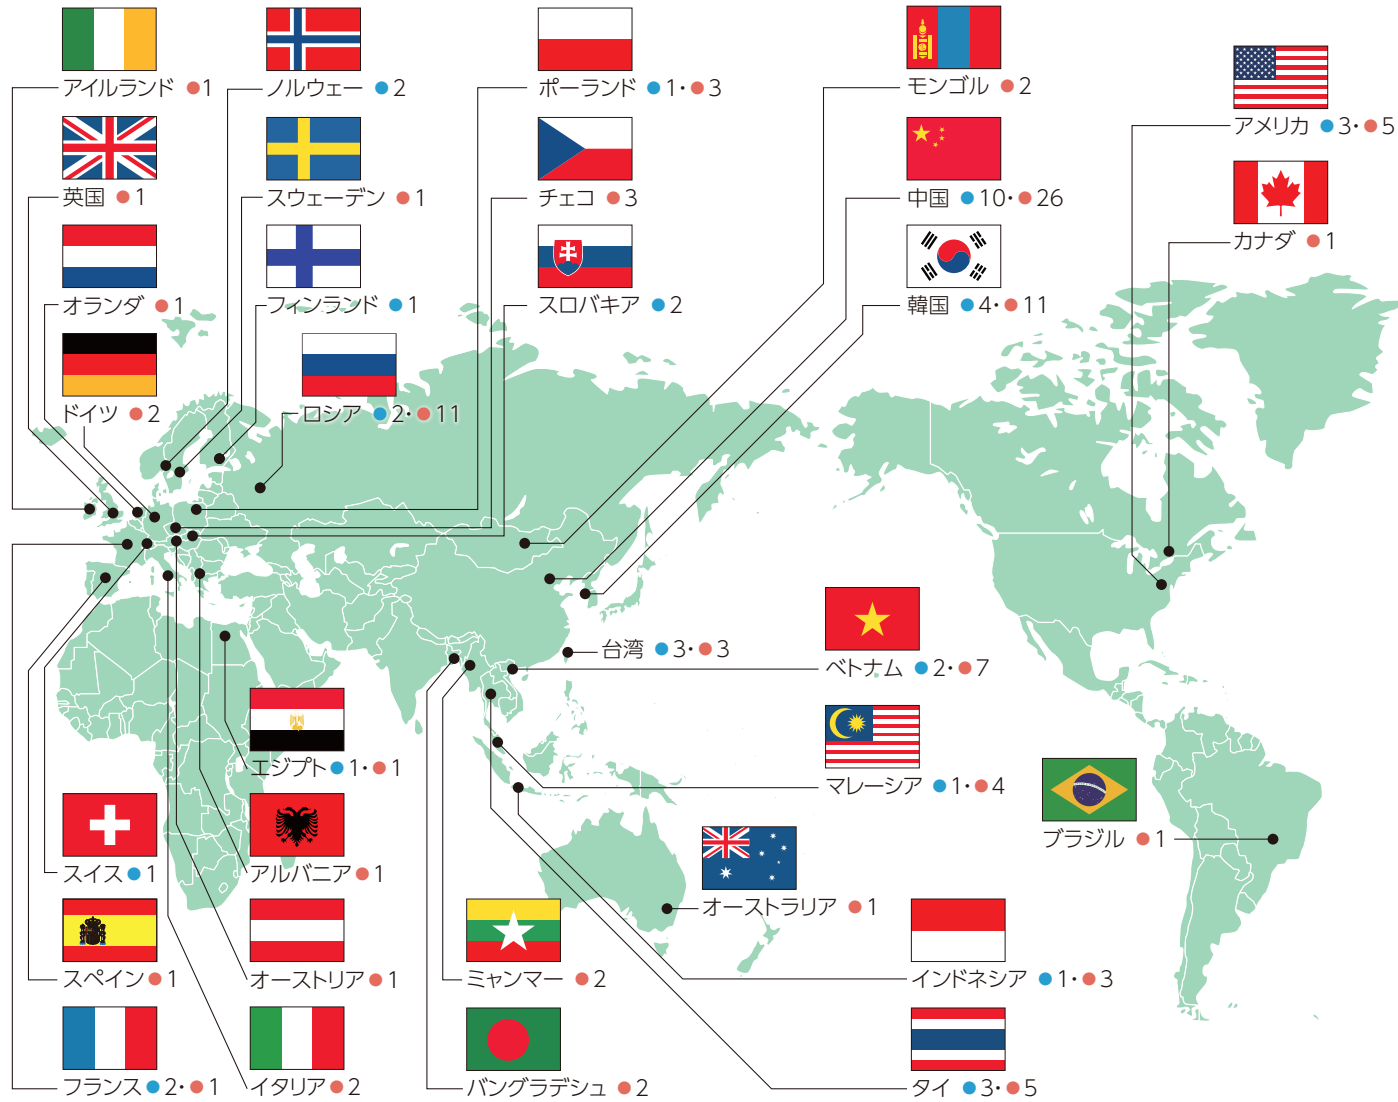 アイルランド ●1
ノルウェー ●2
ポーランド ●1・●3
モンゴル ●2
アメリカ ●3・●5
英国 ●1
スウェーデン ●1
チェコ ●3
中国 ●10・●26
カナダ ●1
オランダ ●1
フィンランド ●1
スロバキア ●2
韓国 ●4・●11
ドイツ ●2
ロシア ●2・●11
台湾 ●3・●3
ベトナム ●2・●7
エジプト ●1・●1
マレーシア ●1・●4
ブラジル ●1
スイス ●1
アルバニア ●1
オーストラリア ●1
スペイン ●1
オーストリア ●1
ミャンマー ●2
インドネシア ●1・●3
フランス ●2・●1
イタリア ●2
バングラデシュ ●2
タイ ●3・●5